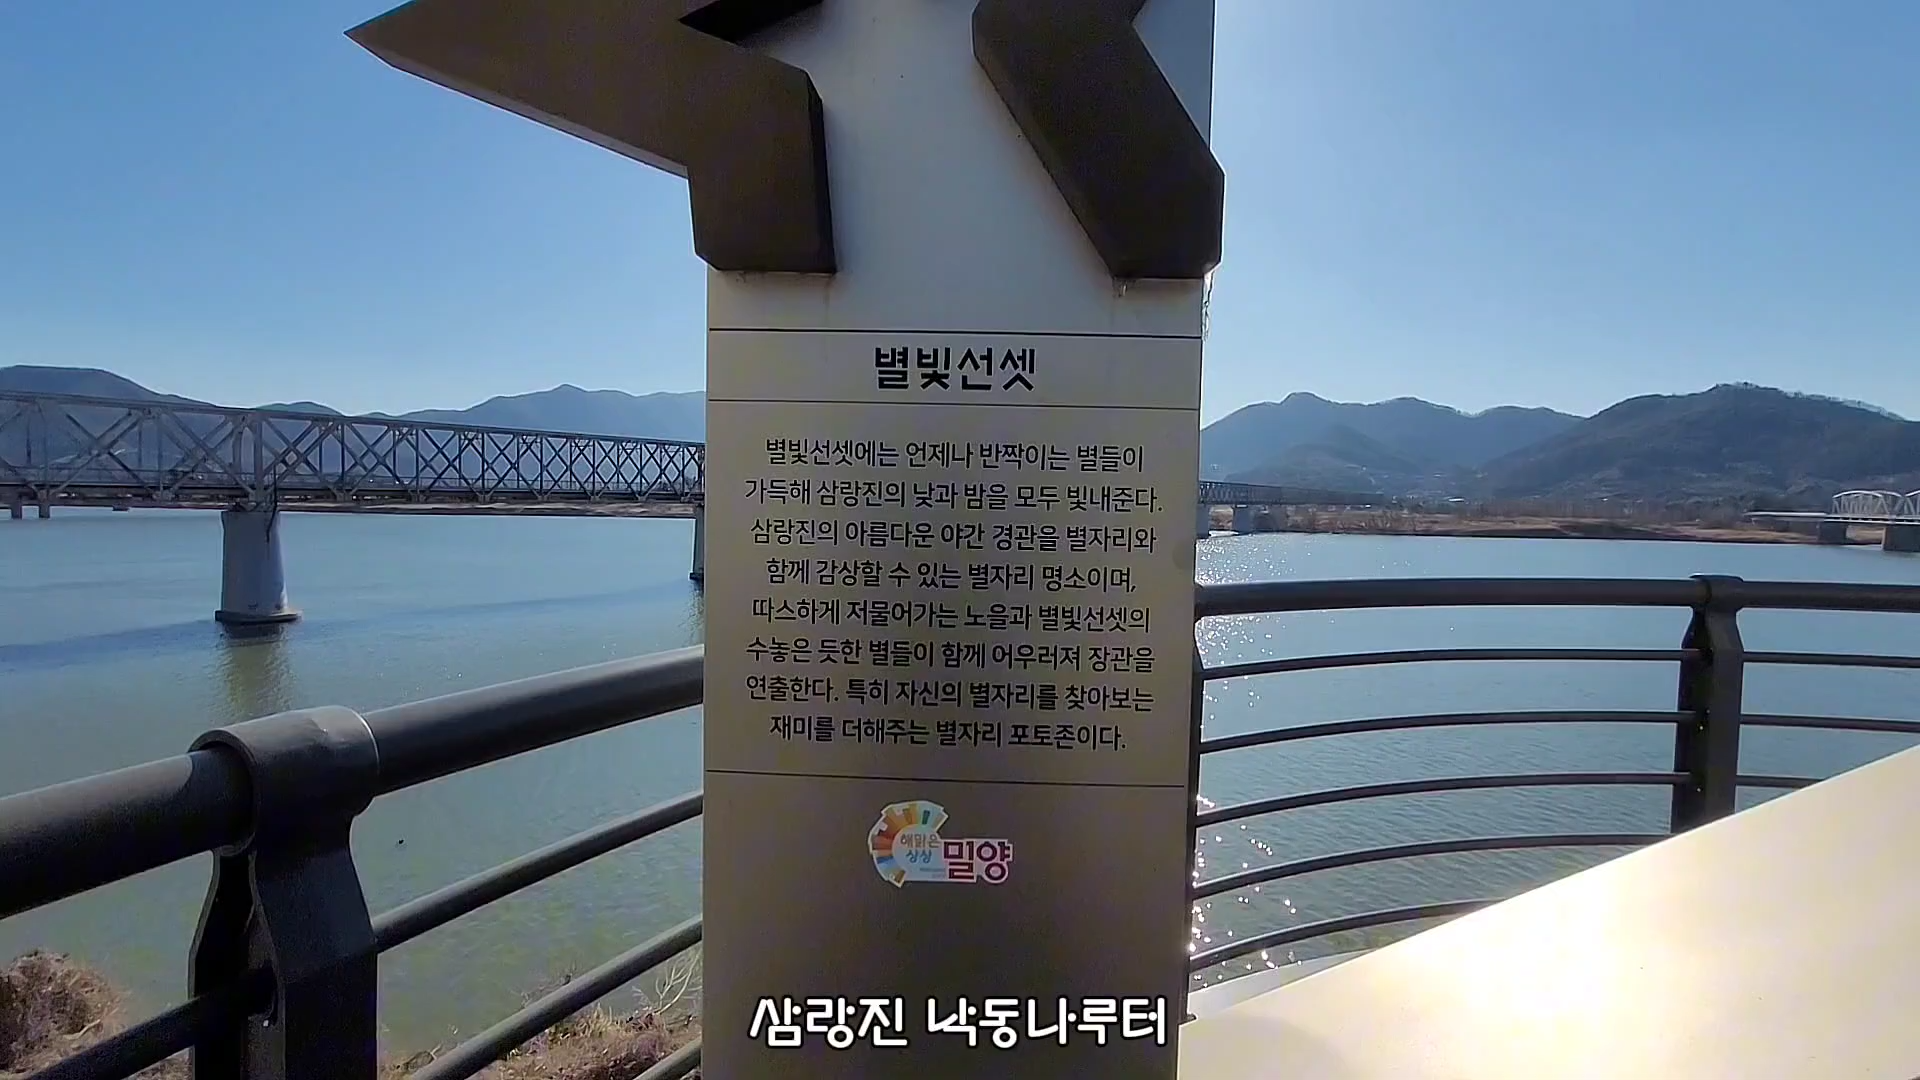 별빛선셋
별빛선셋에는 언제나 반짝이는 별들이
가득해 삼랑진의 낮과 밤을 모두 빛내준다.
삼랑진의 아름다운 야간 경관을 별자리와
함께 감상할 수 있는 별자리 명소이며,
따스하게 저물어가는 노을과 별빛선셋의
수놓은 듯한 별들이 함께 어우러져 장관을
연출한다. 특히 자신의 별자리를 찾아보는
재미를 더해주는 별자리 포토존이다.
해맑은
상상
밀양
삼랑진 낙동나루터